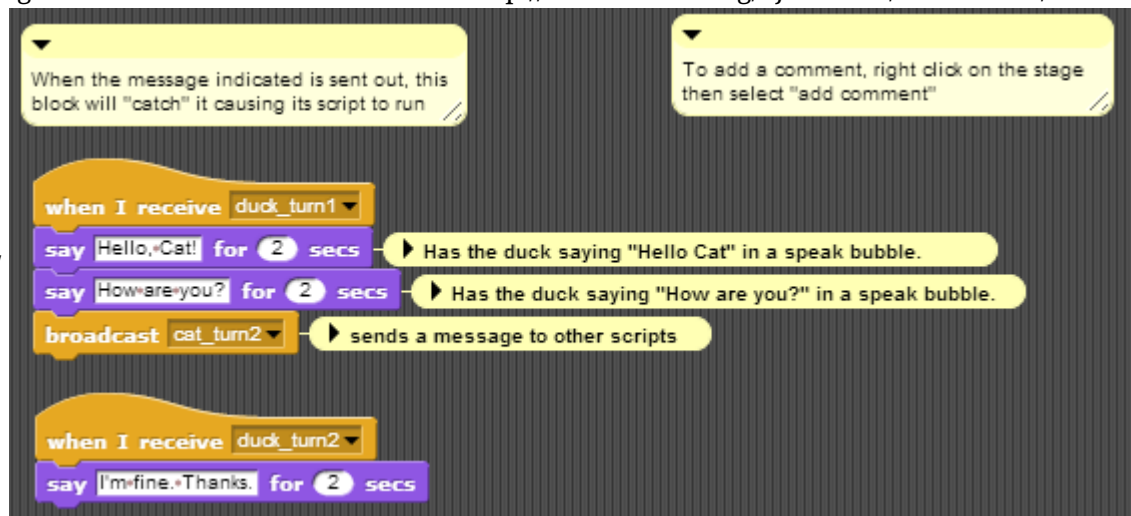 When the message indicated is sent out, this
block will "catch" it causing its script to run
To add a comment, right click on the stage
then select "add comment"
when I receive duck_turn1
say Hello, Cat! for 2 secs
Has the duck saying "Hello Cat" in a speak bubble.
say How are you? for 2 secs
Has the duck saying "How are you?" in a speak bubble.
broadcast cat_turn2
sends a message to other scripts
when I receive duck_turn2
say I'm fine. Thanks. for 2 secs